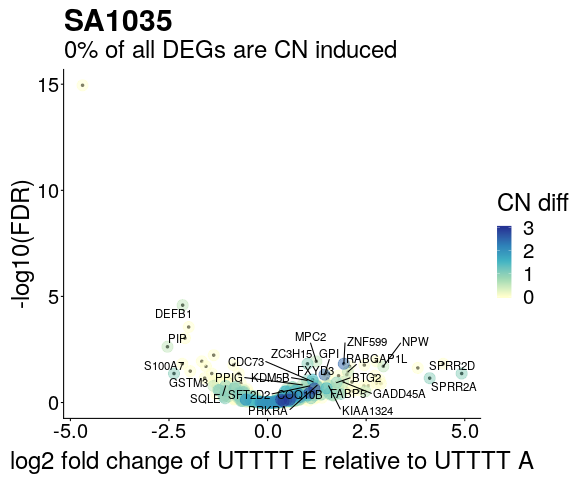 SA1035
0% of all DEGs are CN induced
15
10
5
0
-log10(FDR)
-5.0
-2.5
0.0
2.5
5.0
log2 fold change of UTTTT E relative to UTTTT A
CN diff
3
2
1
0
DEFB1
PIP
MPC2
ZNF599
NPW
ZC3H15
GPI
RABGAP1L
S100A7
CDC73
FXYD3
SPRR2D
GSTM3
PPIG
KDM5B
BTG2
SPRR2A
SQLE
SFT2D2
COQ10B
FABP5
GADD45A
PRKRA
KIAA1324